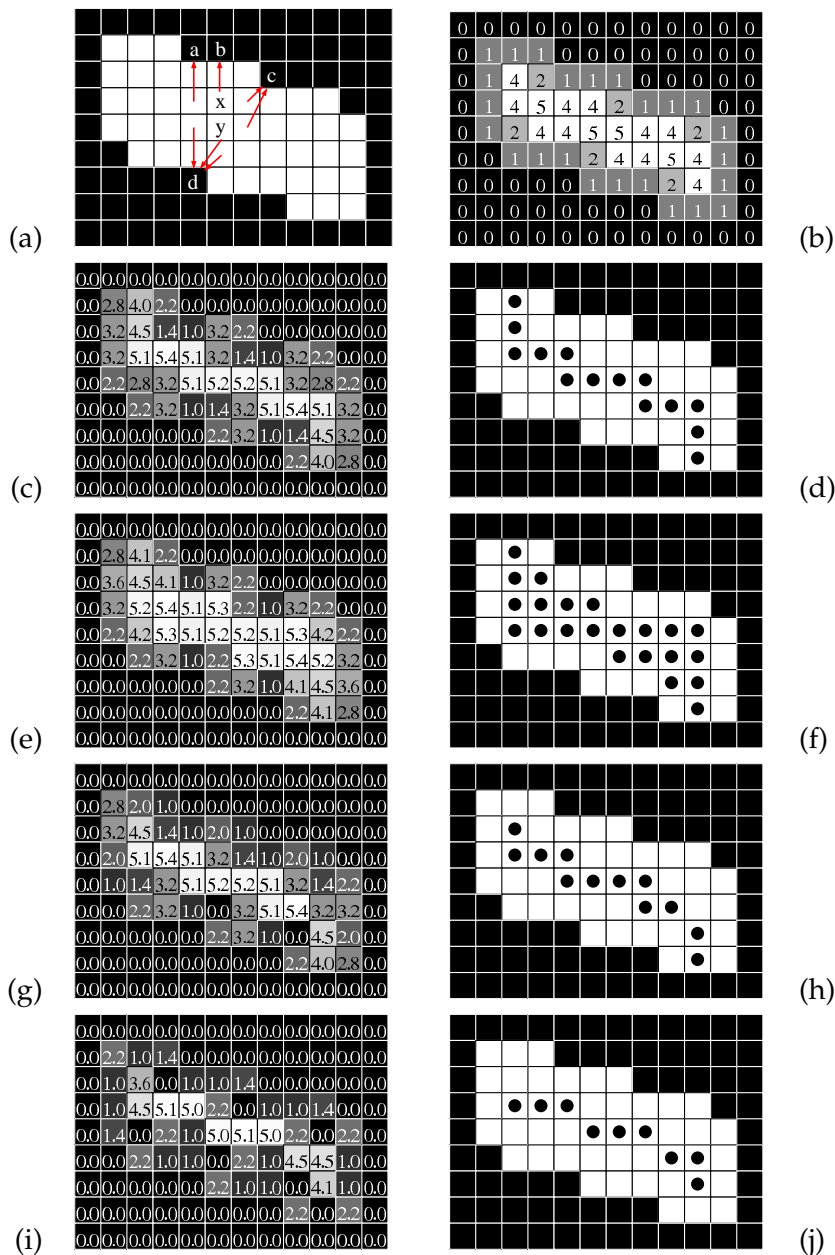 a b
c
x
y
d
(a)
0 0 0 0 0 0 0 0 0 0 0 0
0 1 1 1 0 0 0 0 0 0 0 0
0 1 4 2 1 1 1 0 0 0 0 0
0 1 4 5 4 4 2 1 1 1 0 0
0 1 2 4 4 5 5 4 4 2 1 0
0 0 1 1 1 2 4 4 5 4 1 0
0 0 0 0 0 1 1 1 2 4 1 0
0 0 0 0 0 0 0 0 1 1 1 0
0 0 0 0 0 0 0 0 0 0 0 0
(b)
0.0 0.0 0.0 0.0 0.0 0.0 0.0 0.0 0.0 0.0 0.0 0.0
0.0 2.8 4.0 2.2 0.0 0.0 0.0 0.0 0.0 0.0 0.0 0.0
0.0 3.2 4.5 1.4 1.0 3.2 2.2 0.0 0.0 0.0 0.0 0.0
0.0 3.2 5.1 5.4 5.1 3.2 1.4 1.0 3.2 2.2 0.0 0.0
0.0 2.2 2.8 3.2 5.1 5.2 5.2 5.1 3.2 2.8 2.2 0.0
0.0 0.0 2.2 3.2 1.0 1.4 3.2 5.1 5.4 5.1 3.2 0.0
0.0 0.0 0.0 0.0 0.0 2.2 3.2 1.0 1.4 4.5 3.2 0.0
0.0 0.0 0.0 0.0 0.0 0.0 0.0 0.0 2.2 4.0 2.8 0.0
0.0 0.0 0.0 0.0 0.0 0.0 0.0 0.0 0.0 0.0 0.0 0.0
(c)
(d)
0.0 0.0 0.0 0.0 0.0 0.0 0.0 0.0 0.0 0.0 0.0 0.0
0.0 2.8 4.1 2.2 0.0 0.0 0.0 0.0 0.0 0.0 0.0 0.0
0.0 3.6 4.5 4.1 1.0 3.2 2.2 0.0 0.0 0.0 0.0 0.0
0.0 3.2 5.2 5.4 5.1 5.3 2.2 1.0 3.2 2.2 0.0 0.0
0.0 2.2 4.2 5.3 5.1 5.2 5.2 5.1 5.3 4.2 2.2 0.0
0.0 0.0 2.2 3.2 1.0 2.2 5.3 5.1 5.4 5.2 3.2 0.0
0.0 0.0 0.0 0.0 0.0 2.2 3.2 1.0 4.1 4.5 3.6 0.0
0.0 0.0 0.0 0.0 0.0 0.0 0.0 0.0 2.2 4.1 2.8 0.0
0.0 0.0 0.0 0.0 0.0 0.0 0.0 0.0 0.0 0.0 0.0 0.0
(e)
(f)
0.0 0.0 0.0 0.0 0.0 0.0 0.0 0.0 0.0 0.0 0.0 0.0
0.0 2.8 2.0 1.0 0.0 0.0 0.0 0.0 0.0 0.0 0.0 0.0
0.0 3.2 4.5 1.4 1.0 2.0 1.0 0.0 0.0 0.0 0.0 0.0
0.0 2.0 5.1 5.4 5.1 3.2 1.4 1.0 2.0 1.0 0.0 0.0
0.0 1.0 1.4 3.2 5.1 5.2 5.2 5.1 3.2 1.4 2.2 0.0
0.0 0.0 2.2 3.2 1.0 0.0 3.2 5.1 5.4 3.2 3.2 0.0
0.0 0.0 0.0 0.0 0.0 2.2 3.2 1.0 0.0 4.5 2.0 0.0
0.0 0.0 0.0 0.0 0.0 0.0 0.0 0.0 2.2 4.0 2.8 0.0
0.0 0.0 0.0 0.0 0.0 0.0 0.0 0.0 0.0 0.0 0.0 0.0
(g)
(h)
0.0 0.0 0.0 0.0 0.0 0.0 0.0 0.0 0.0 0.0 0.0 0.0
0.0 2.2 1.0 1.4 0.0 0.0 0.0 0.0 0.0 0.0 0.0 0.0
0.0 1.0 3.6 0.0 1.0 1.0 1.4 0.0 0.0 0.0 0.0 0.0
0.0 1.0 4.5 5.1 5.0 2.2 0.0 1.0 1.0 1.4 0.0 0.0
0.0 1.4 0.0 2.2 1.0 5.0 5.1 5.0 2.2 0.0 2.2 0.0
0.0 0.0 2.2 1.0 1.0 0.0 2.2 1.0 4.5 4.5 1.0 0.0
0.0 0.0 0.0 0.0 0.0 2.2 1.0 1.0 0.0 4.1 1.0 0.0
0.0 0.0 0.0 0.0 0.0 0.0 0.0 0.0 2.2 0.0 2.2 0.0
0.0 0.0 0.0 0.0 0.0 0.0 0.0 0.0 0.0 0.0 0.0 0.0
(i)
(j)